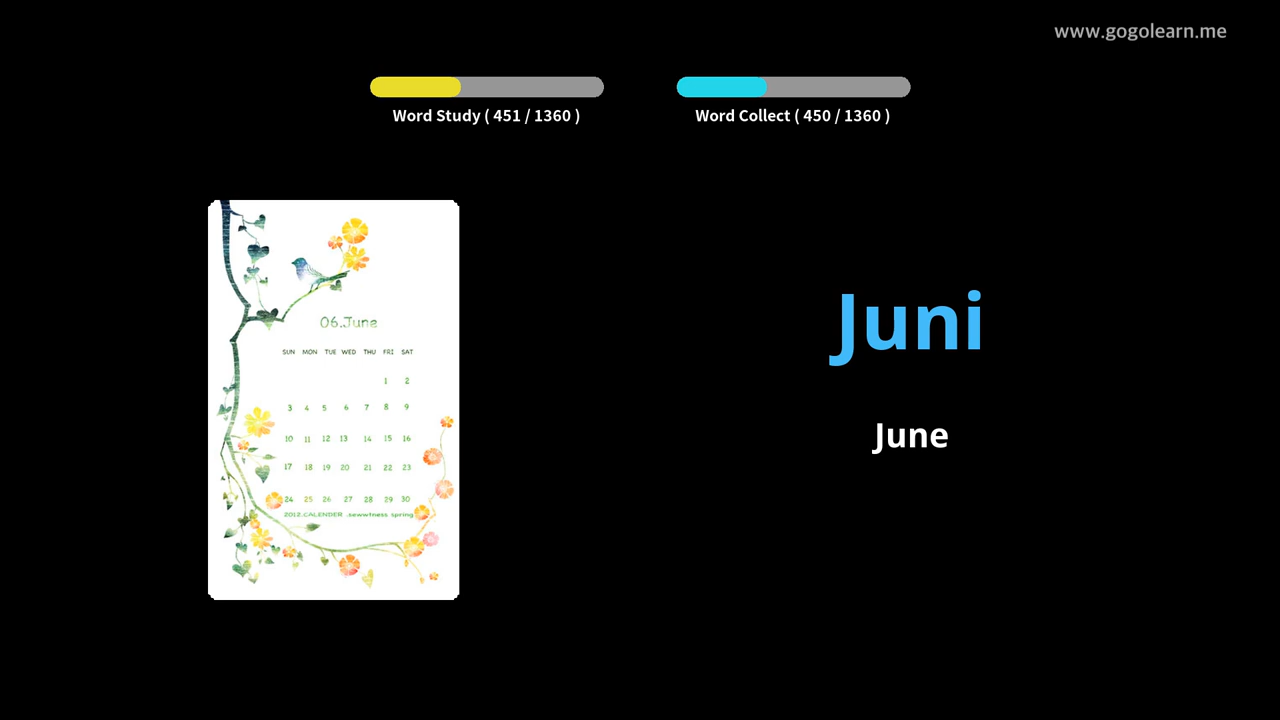 www.gogolearn.me
Word Study ( 451 / 1360 )
Word Collect ( 450 / 1360 )
06.June
SUN MON TUE WED THU FRI SAT
1 2
3 4 5 6 7 8 9
10 11 12 13 14 15 16
17 18 19 20 21 22 23
24 25 26 27 28 29 30
2012.CALENDER .sewwtness spring
Juni
June